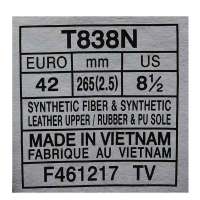 T838N
EURO mm US
42 265(2.5) 8½
SYNTHETIC FIBER & SYNTHETIC
LEATHER UPPER / RUBBER & PU SOLE
MADE IN VIETNAM
FABRIQUE AU VIETNAM
F461217 TV